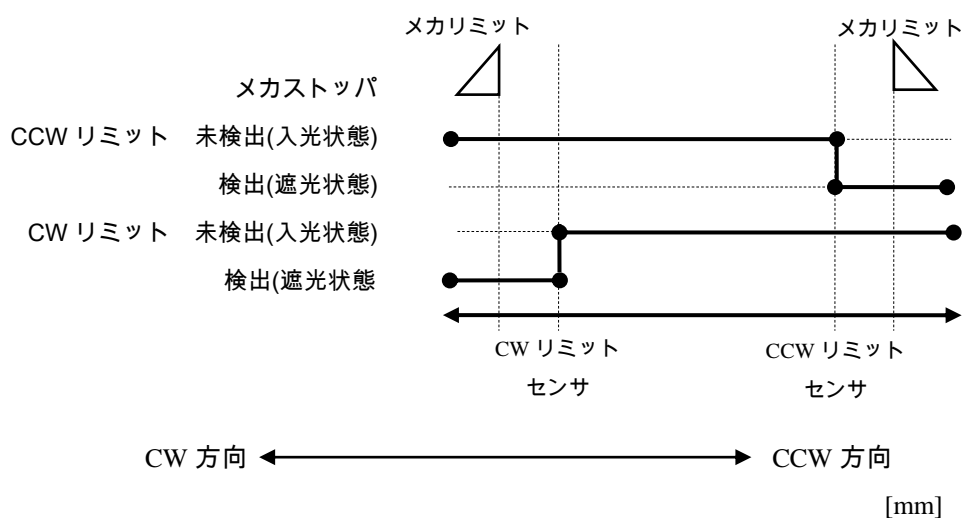 メカリミット メカリミット
メカストッパ
CCW リミット 未検出(入光状態)
検出(遮光状態)
CW リミット 未検出(入光状態)
検出(遮光状態
CW リミット CCW リミット
センサ センサ
CW 方向 CCW 方向
[mm]